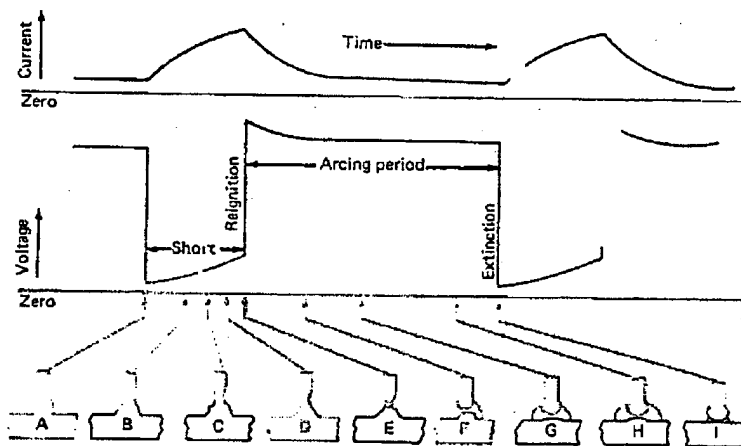 Current
Time
Zero
Voltage
Short
Reignition
Arcing period
Extinction
Zero
A B C D E F G H I